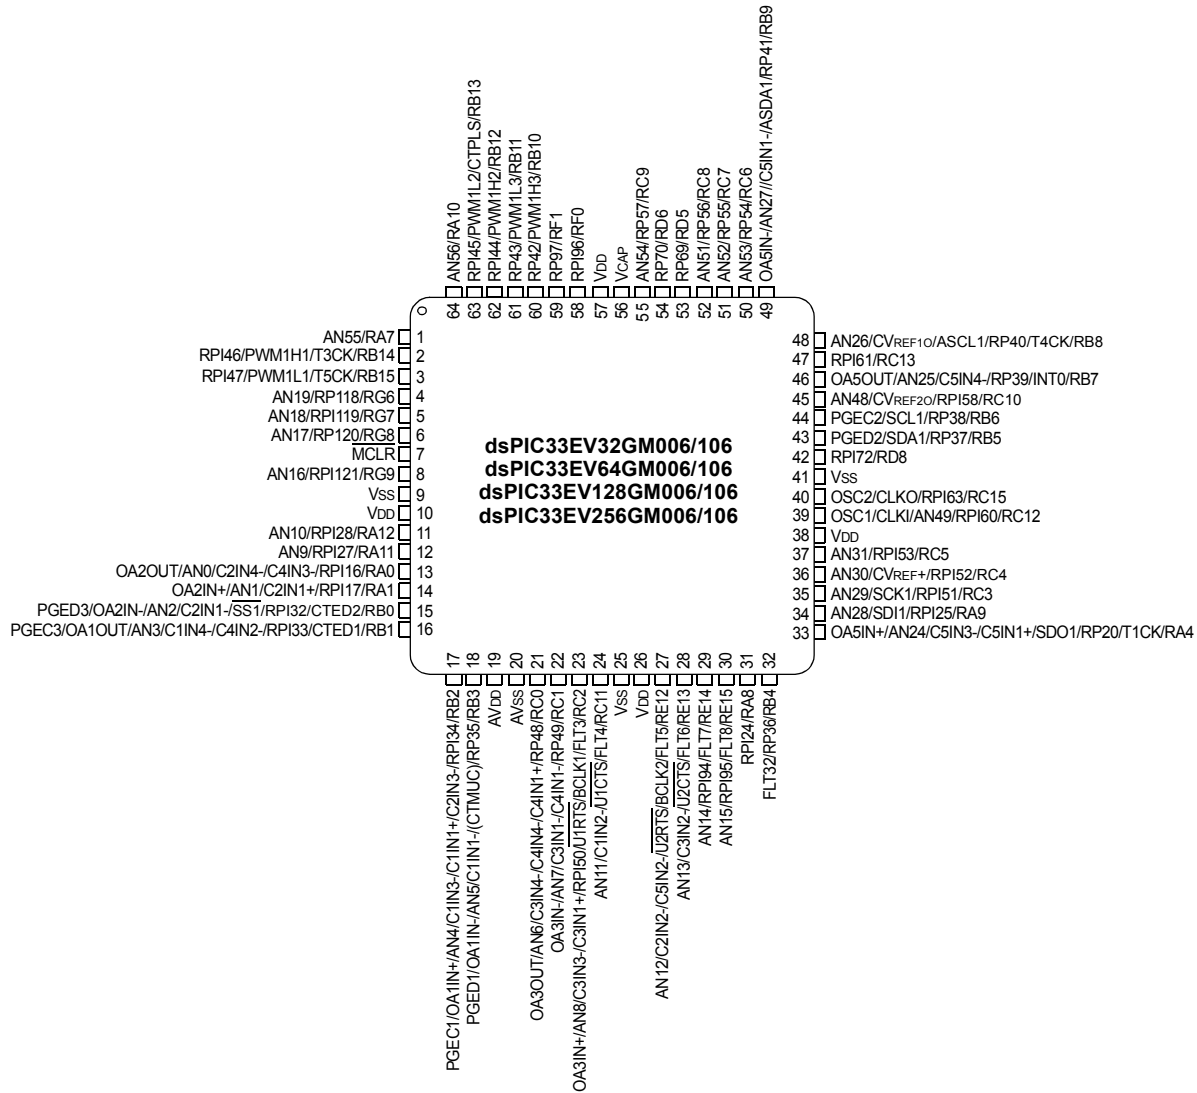 OA5IN-/AN27//C5IN1-/ASDA1/RP41/RB9
AN53/RP54/RC6
AN52/RP55/RC7
AN51/RP56/RC8
RP69/RD5
RP70/RD6
AN54/RP57/RC9
VCAP
VDD
RPI96/RF0
RP97/RF1
RP42/PWM1H3/RB10
RP43/PWM1L3/RB11
RPI44/PWM1H2/RB12
RPI45/PWM1L2/CTPLS/RB13
AN56/RA10
64 63 62 61 60 59 58 57 56 55 54 53 52 51 50 49
AN55/RA7 1
RPI46/PWM1H1/T3CK/RB14 2
RPI47/PWM1L1/T5CK/RB15 3
AN19/RP118/RG6 4
AN18/RPI119/RG7 5
AN17/RP120/RG8 6
MCLR 7
AN16/RPI121/RG9 8
VSS 9
VDD 10
AN10/RPI28/RA12 11
AN9/RPI27/RA11 12
OA2OUT/AN0/C2IN4-/C4IN3-/RPI16/RA0 13
OA2IN+/AN1/C2IN1+/RPI17/RA1 14
PGED3/OA2IN-/AN2/C2IN1-/SS1/RPI32/CTED2/RB0 15
PGEC3/OA1OUT/AN3/C1IN4-/C4IN2-/RPI33/CTED1/RB1 16
dsPIC33EV32GM006/106
dsPIC33EV64GM006/106
dsPIC33EV128GM006/106
dsPIC33EV256GM006/106
48 AN26/CVREF1O/ASCL1/RP40/T4CK/RB8
47 RPI61/RC13
46 OA5OUT/AN25/C5IN4-/RP39/INT0/RB7
45 AN48/CVREF2O/RPI58/RC10
44 PGEC2/SCL1/RP38/RB6
43 PGED2/SDA1/RP37/RB5
42 RPI72/RD8
41 VSS
40 OSC2/CLKO/RPI63/RC15
39 OSC1/CLKI/AN49/RPI60/RC12
38 VDD
37 AN31/RPI53/RC5
36 AN30/CVREF+/RPI52/RC4
35 AN29/SCK1/RPI51/RC3
34 AN28/SDI1/RPI25/RA9
33 OA5IN+/AN24/C5IN3-/C5IN1+/SDO1/RP20/T1CK/RA4
17 18 19 20 21 22 23 24 25 26 27 28 29 30 31 32
PGEC1/OA1IN+/AN4/C1IN3-/C1IN1+/C2IN3-/RPI34/RB2
PGED1/OA1IN-/AN5/C1IN1-/(CTMUC)/RP35/RB3
AVDD
AVSS
OA3OUT/AN6/C3IN4-/C4IN4-/C4IN1+/RP48/RC0
OA3IN-/AN7/C3IN1-/C4IN1-/RP49/RC1
OA3IN+/AN8/C3IN3-/C3IN1+/RPI50/U1RTS/BCLK1/FLT3/RC2
AN11/C1IN2-/U1CTS/FLT4/RC11
VSS
VDD
AN12/C2IN2-/C5IN2-/U2RTS/BCLK2/FLT5/RE12
AN13/C3IN2-/U2CTS/FLT6/RE13
AN14/RPI94/FLT7/RE14
AN15/RPI95/FLT8/RE15
RPI24/RA8
FLT32/RP36/RB4